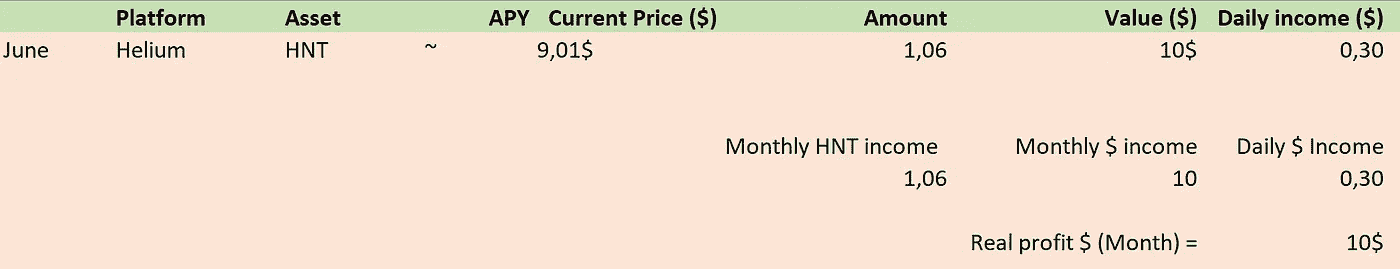 Platform Asset APY Current Price ($) Amount Value ($) Daily income ($)
June Helium HNT ~ 9,01$ 1,06 10$ 0,30
Monthly HNT income Monthly $ income Daily $ Income
1,06 10 0,30
Real profit $ (Month) = 10$